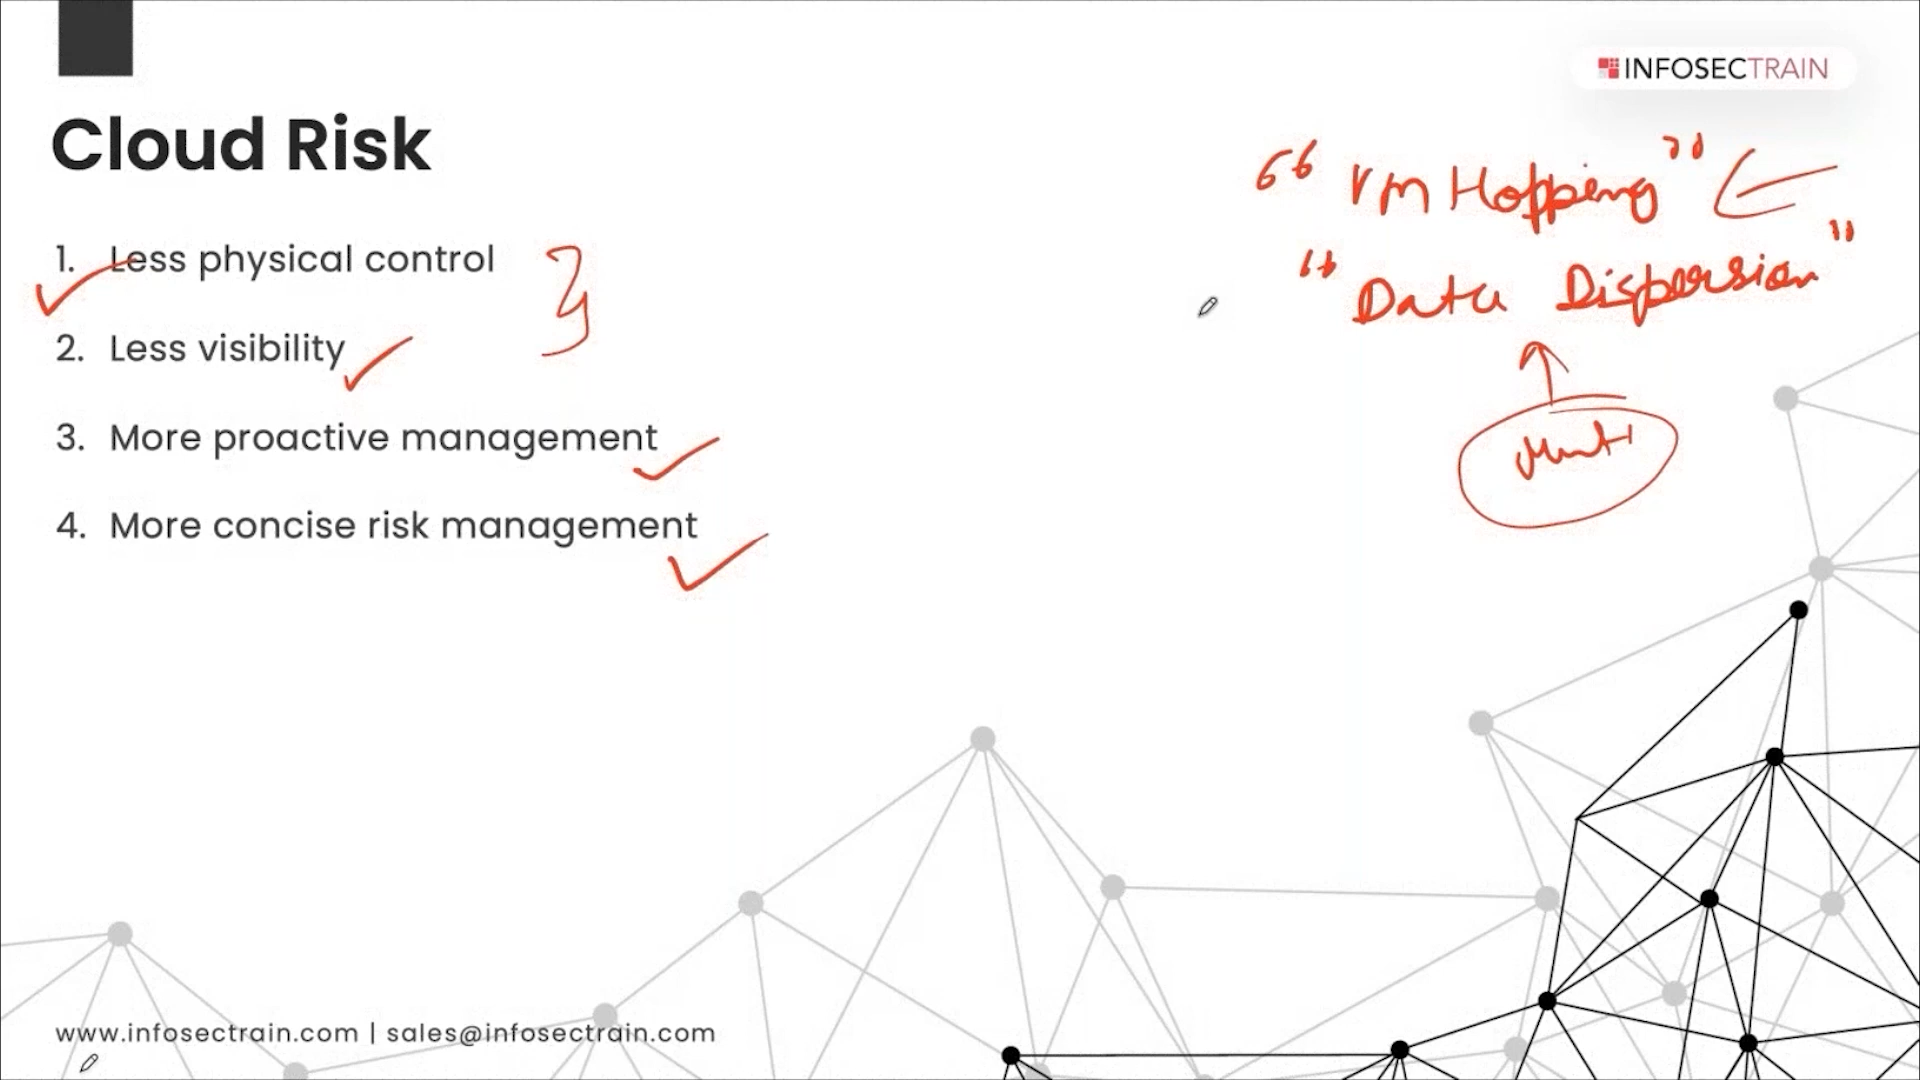 INFOSECTRAIN
Cloud Risk
“ VM Hopping ”
“ Data Dispersion ”
1. Less physical control
2. Less visibility
3. More proactive management
4. More concise risk management
www.infosectrain.com | sales@infosectrain.com